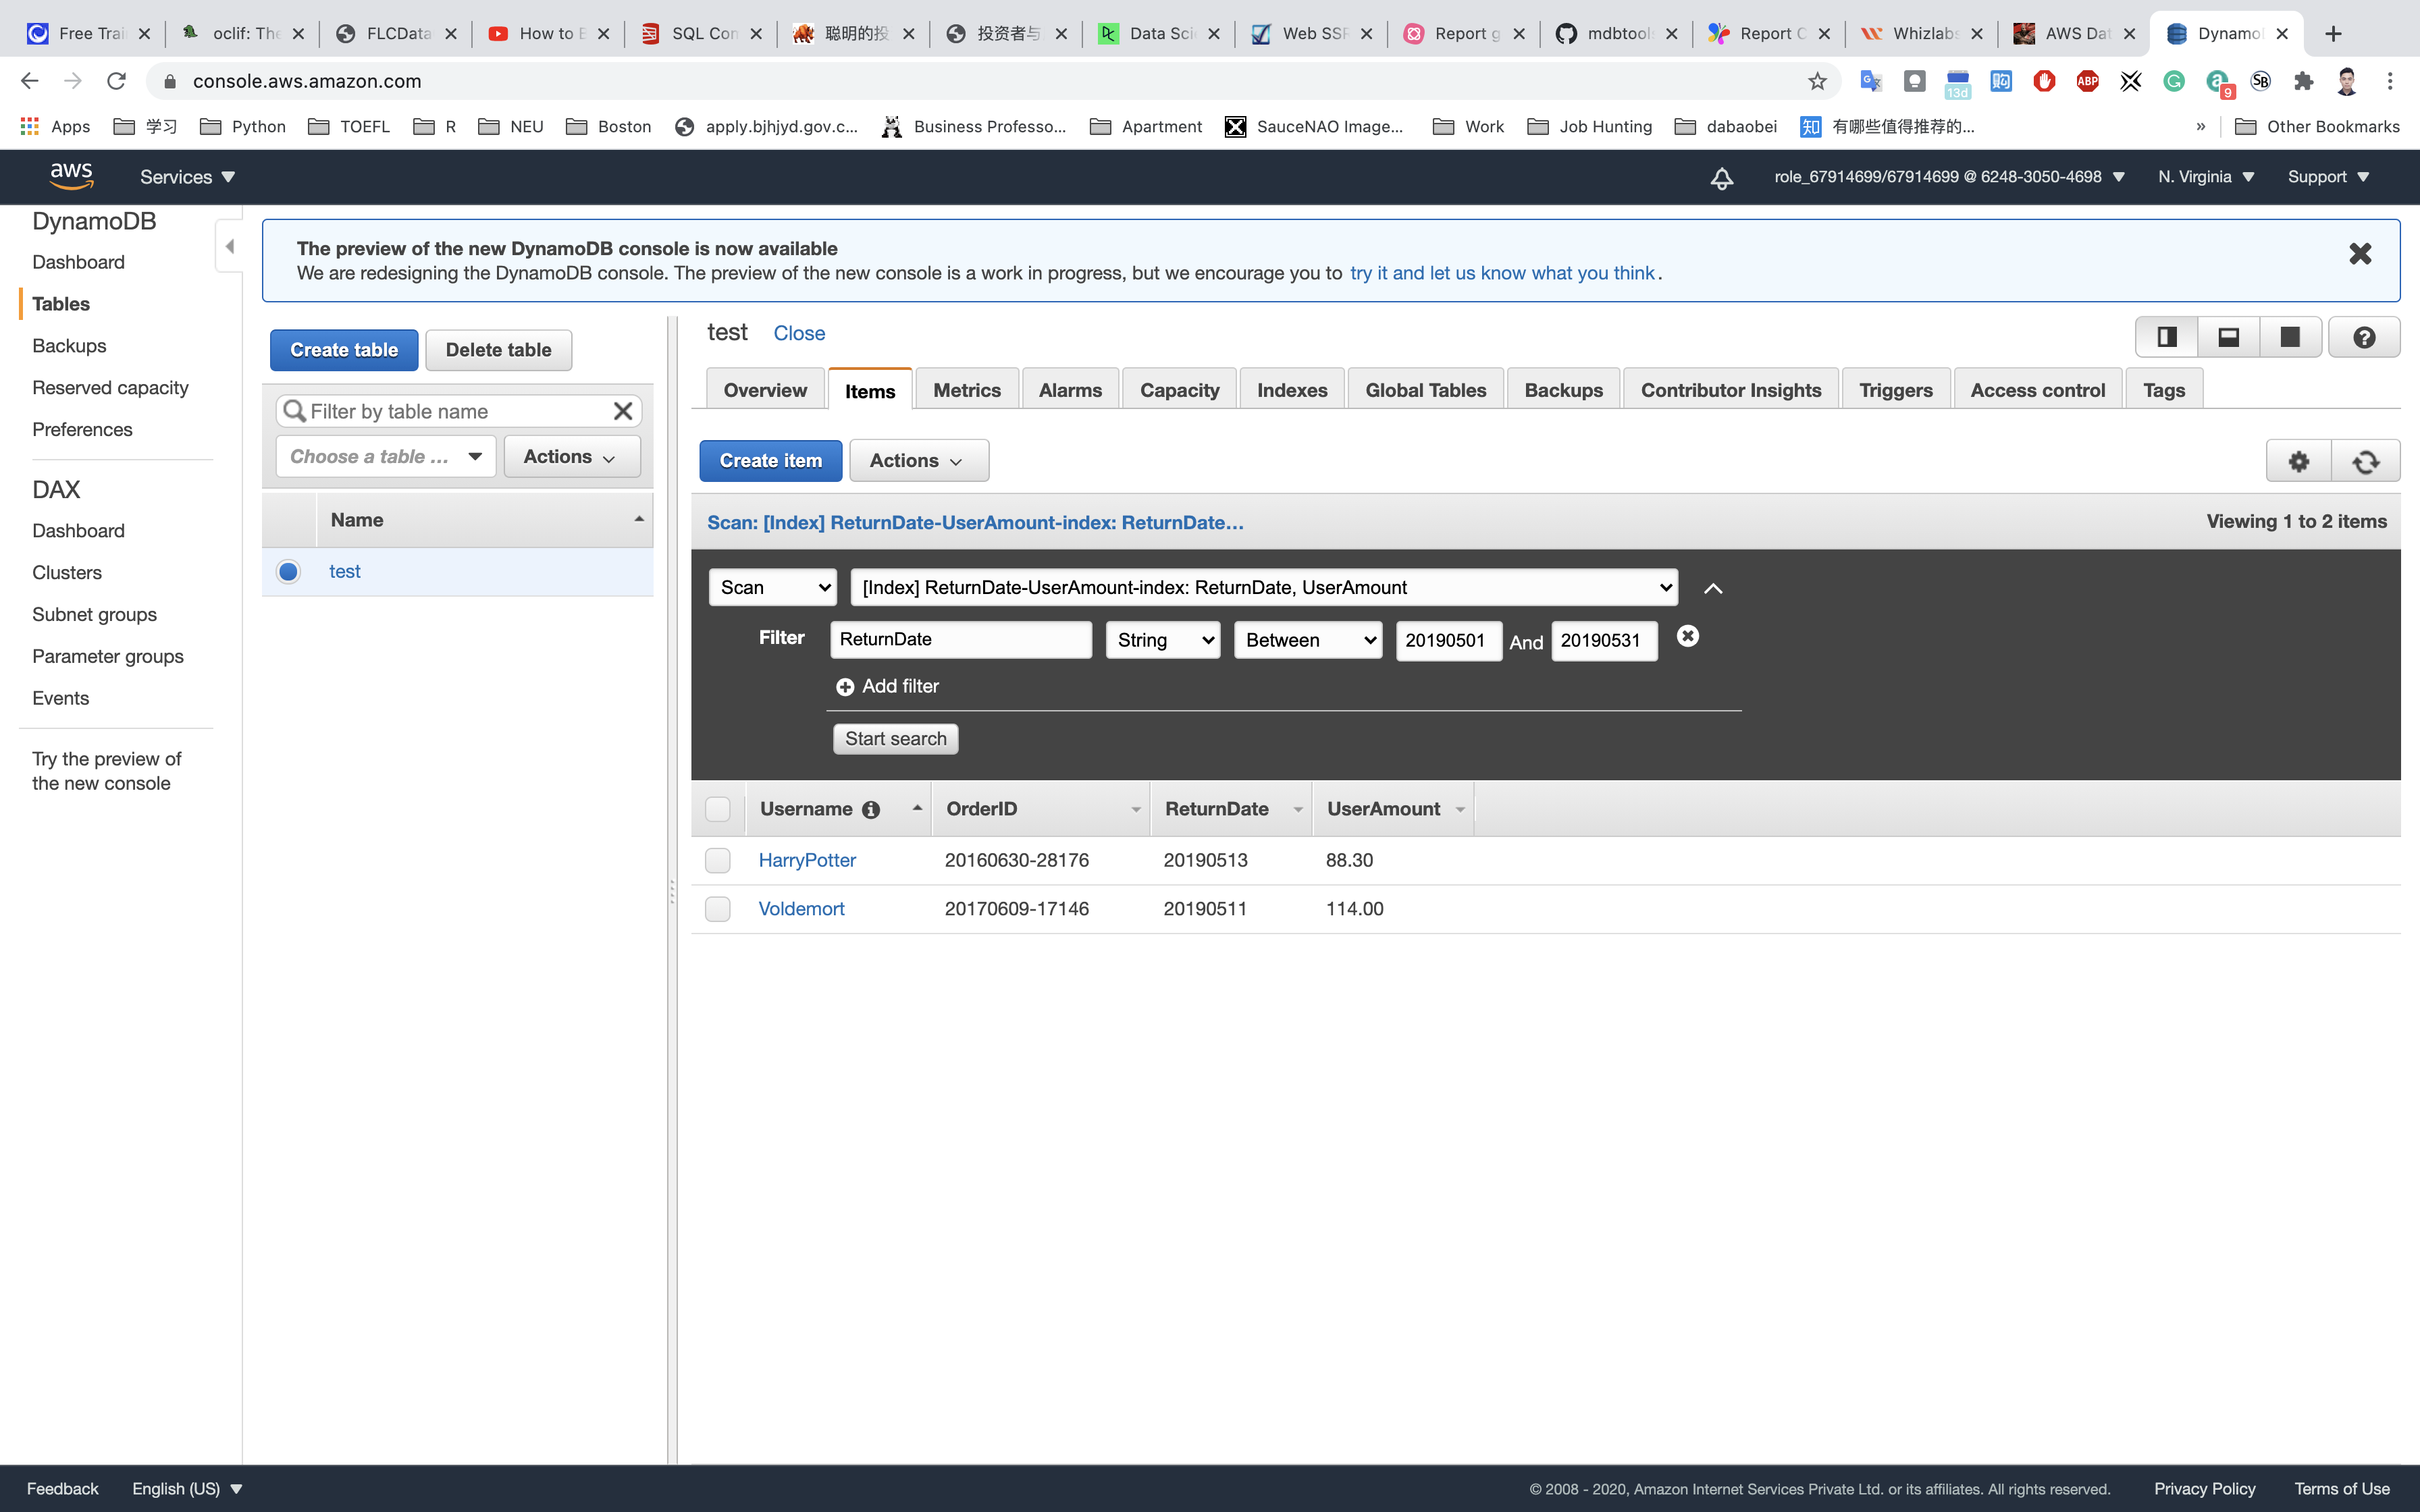 Free Trai
oclif: The
FLCData
How to E
SQL Con
聪明的投
投资者与
Data Sci
Web SSR
Report g
mdbtools
Report C
Whizlabs
AWS Dat
Dynamo
console.aws.amazon.com
13d
ABP
9
SB
Apps 学习 Python TOEFL R NEU Boston apply.bjhjyd.gov.c... Business Professo... Apartment SauceNAO Image... Work Job Hunting dabaobei 有哪些值得推荐的... » Other Bookmarks
aws Services role_67914699/67914699 @ 6248-3050-4698 N. Virginia Support
DynamoDB
Dashboard
Tables
Backups
Reserved capacity
Preferences
DAX
Dashboard
Clusters
Subnet groups
Parameter groups
Events
Try the preview of
the new console
The preview of the new DynamoDB console is now available
We are redesigning the DynamoDB console. The preview of the new console is a work in progress, but we encourage you to try it and let us know what you think.
Create table Delete table
Filter by table name
Choose a table ... Actions
Name
test
test Close
Overview Items Metrics Alarms Capacity Indexes Global Tables Backups Contributor Insights Triggers Access control Tags
Create item Actions
Scan: [Index] ReturnDate-UserAmount-index: ReturnDate... Viewing 1 to 2 items
Scan [Index] ReturnDate-UserAmount-index: ReturnDate, UserAmount
Filter ReturnDate String Between 20190501 And 20190531
Add filter
Start search
Username OrderID ReturnDate UserAmount
HarryPotter 20160630-28176 20190513 88.30
Voldemort 20170609-17146 20190511 114.00
Feedback English (US) © 2008 - 2020, Amazon Internet Services Private Ltd. or its affiliates. All rights reserved. Privacy Policy Terms of Use